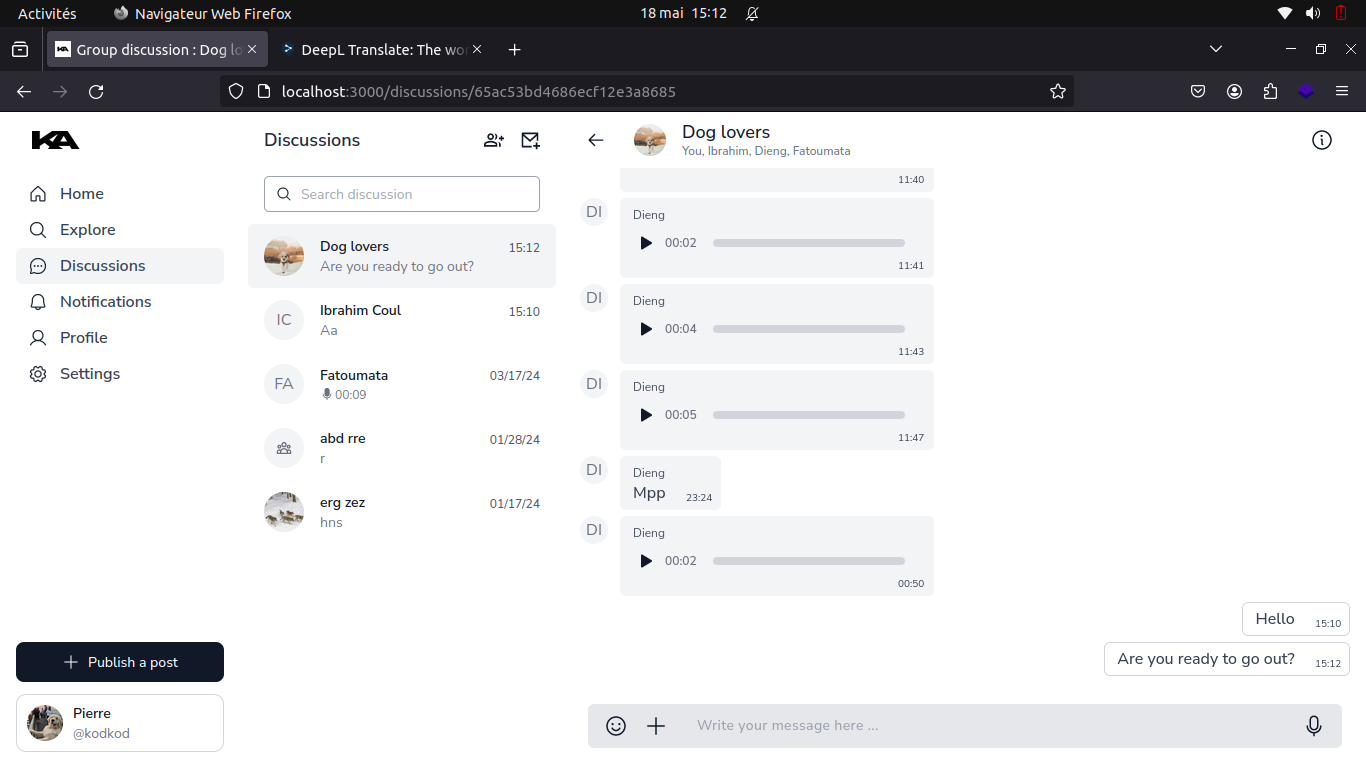 Activités
Navigateur Web Firefox
18 mai 15:12
Group discussion : Dog lo
DeepL Translate: The wor
localhost:3000/discussions/65ac53bd4686ecf12e3a8685
KA
Home
Explore
Discussions
Notifications
Profile
Settings
Publish a post
Pierre
@kodkod
Discussions
Search discussion
Dog lovers
15:12
Are you ready to go out?
IC
Ibrahim Coul
15:10
Aa
FA
Fatoumata
03/17/24
00:09
abd rre
01/28/24
r
erg zez
01/17/24
hns
Dog lovers
You, Ibrahim, Dieng, Fatoumata
11:40
DI
Dieng
00:02
11:41
DI
Dieng
00:04
11:43
DI
Dieng
00:05
11:47
DI
Dieng
Mpp 23:24
DI
Dieng
00:02
00:50
Hello 15:10
Are you ready to go out? 15:12
Write your message here ...